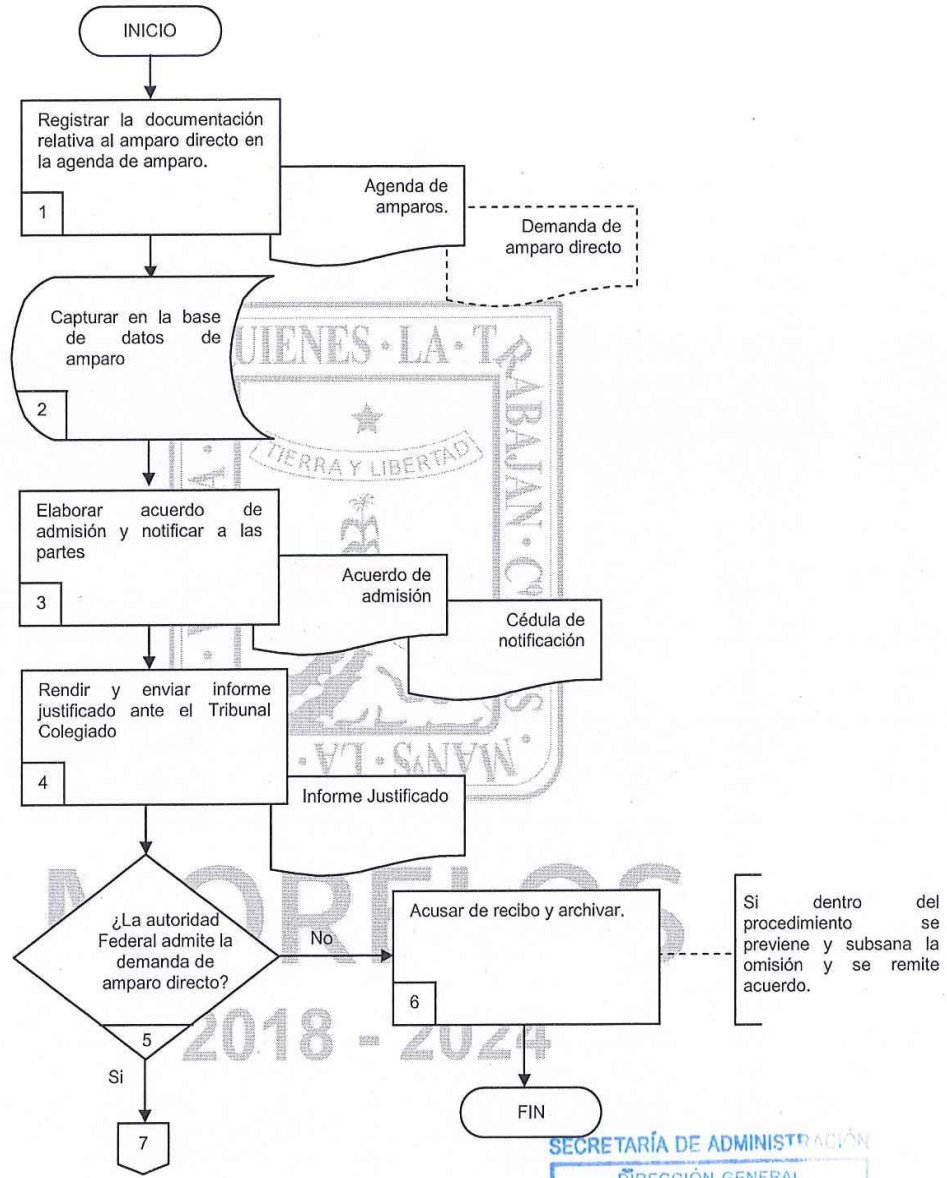 INICIO
Registrar la documentación
relativa al amparo directo en
la agenda de amparo.
1
Agenda de
amparos.
Demanda de
amparo directo
Capturar en la base
de datos de
amparo
2
UIENES · LA · T
RABAJAN · C
TIERRA Y LIBERTAD
Elaborar acuerdo de
admisión y notificar a las
partes
3
Acuerdo de
admisión
Cédula de
notificación
Rendir y enviar informe
justificado ante el Tribunal
Colegiado
4
MANS · LA ·
Informe Justificado
MORELOS
2018 - 2024
¿La autoridad
Federal admite la
demanda de
amparo directo?
5
No
Acusar de recibo y archivar.
6
Si dentro del
procedimiento se
previene y subsana la
omisión y se remite
acuerdo.
Si
7
FIN
SECRETARÍA DE ADMINISTRACIÓN
DIRECCIÓN GENERAL